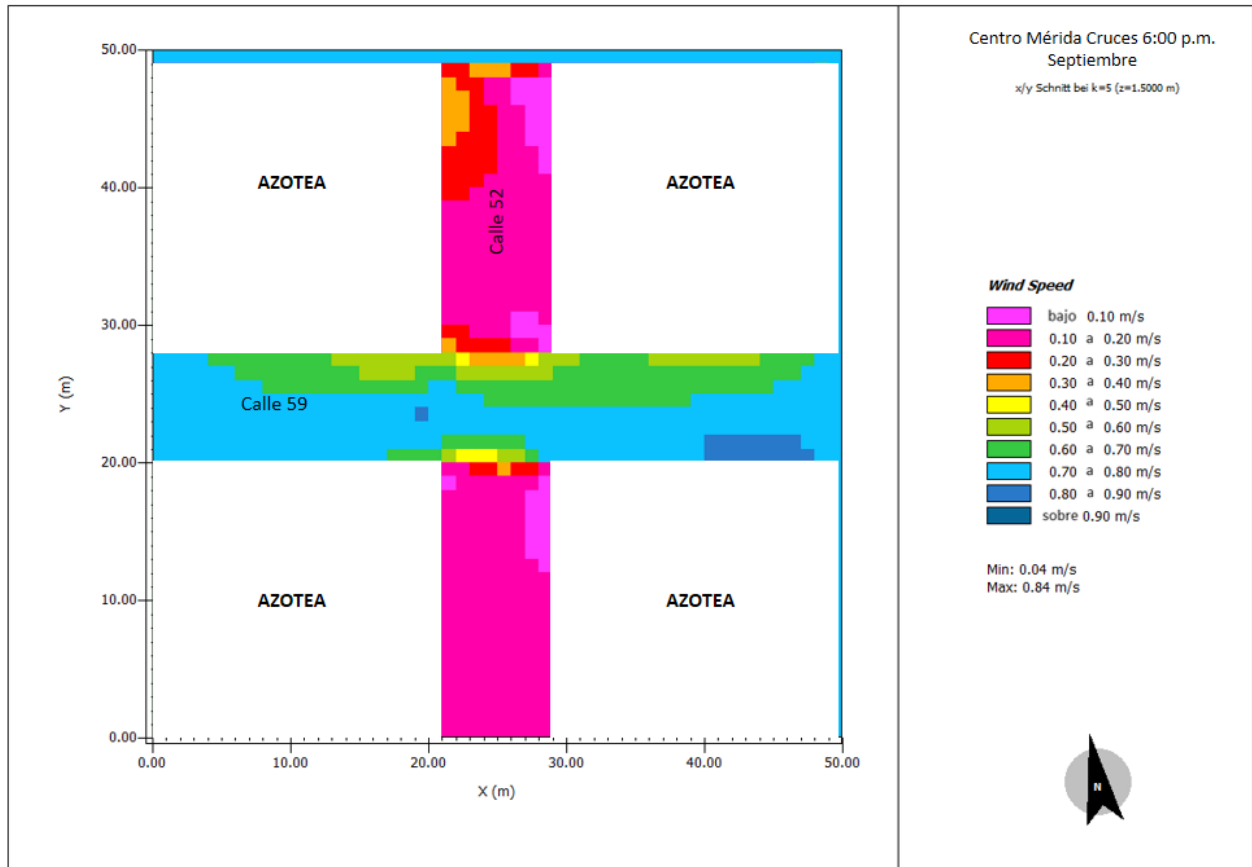 Centro Mérida Cruces 6:00 p.m.
Septiembre
x/y Schnitt bei k=5 (z=1.5000 m)
50.00
40.00
30.00
20.00
10.00
0.00
Y (m)
AZOTEA
AZOTEA
Calle 52
Calle 59
AZOTEA
AZOTEA
0.00
10.00
20.00
30.00
40.00
50.00
X (m)
Wind Speed
bajo 0.10 m/s
0.10 a 0.20 m/s
0.20 a 0.30 m/s
0.30 a 0.40 m/s
0.40 a 0.50 m/s
0.50 a 0.60 m/s
0.60 a 0.70 m/s
0.70 a 0.80 m/s
0.80 a 0.90 m/s
sobre 0.90 m/s
Min: 0.04 m/s
Max: 0.84 m/s
N